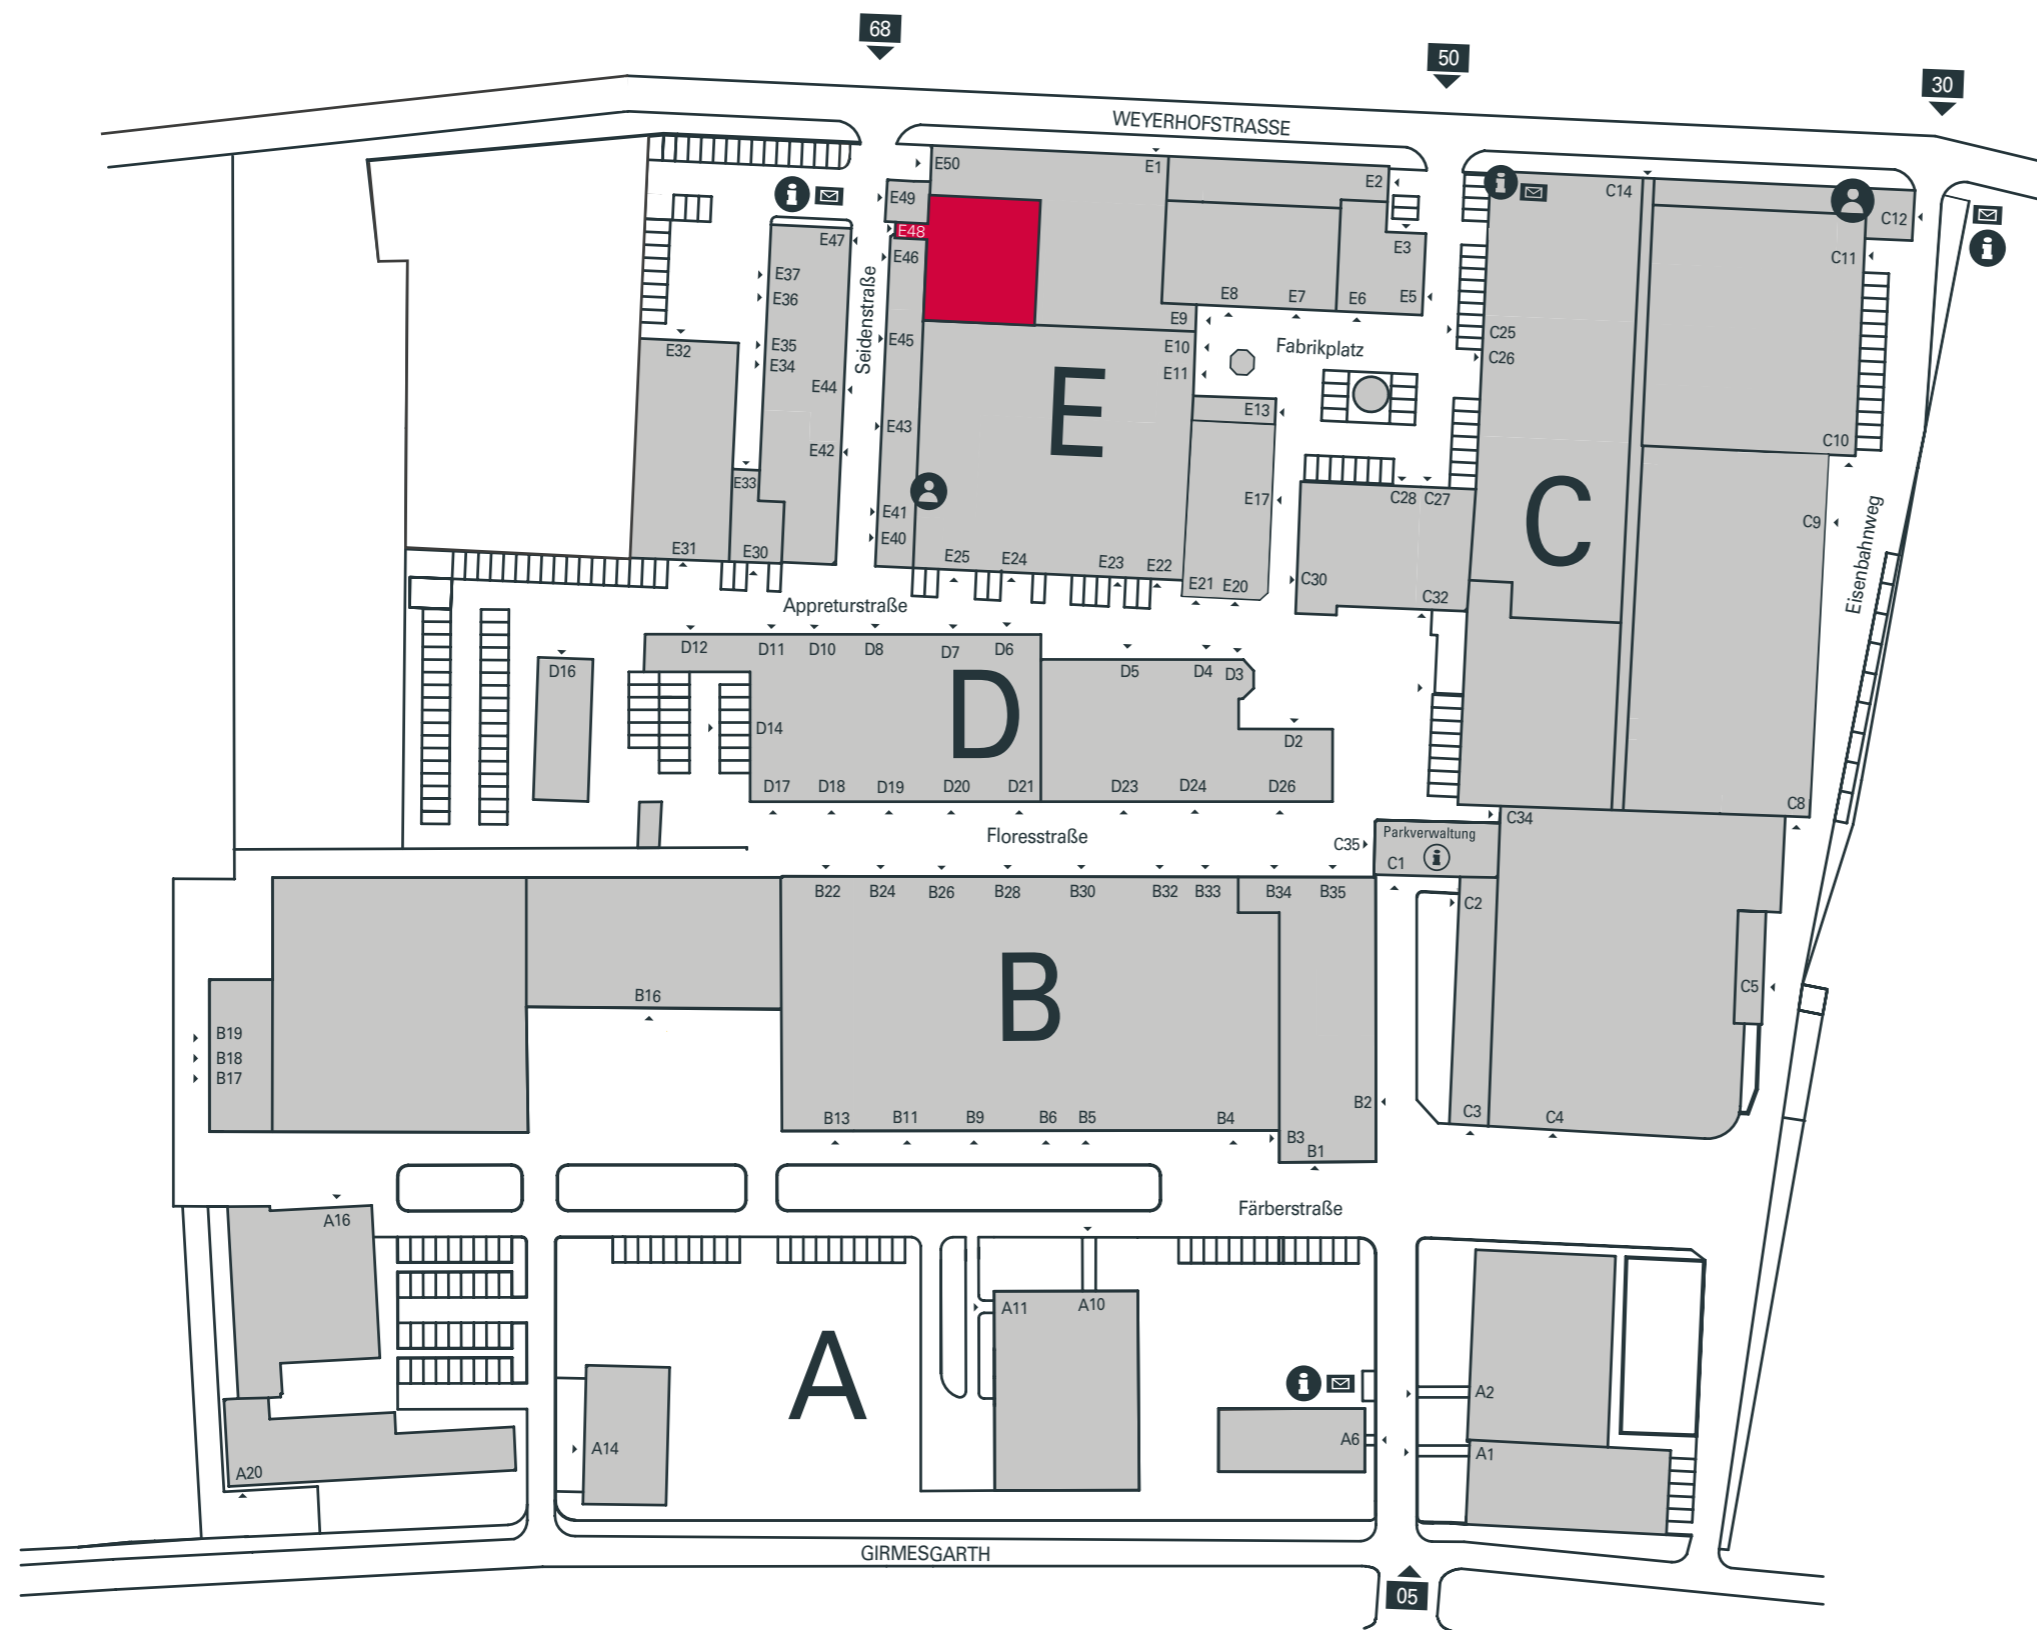 68
50
30
WEYERHOFSTRASSE
E50
E1
E2
C14
C12
E49
E48
E47
E46
E3
C11
E37
E36
E8
E7
E6
E5
Seidenstraße
E9
E45
E35
E34
E32
E10
E11
Fabrikplatz
C25
C26
E44
E
E13
E43
E42
C10
E33
C28
C27
E17
C
C9
Eisenbahnweg
E41
E40
E31
E30
E25
E24
E23
E22
E21
E20
C30
C32
Appreturstraße
D12
D11
D10
D8
D7
D6
D5
D4
D3
D16
D
D14
D2
D17
D18
D19
D20
D21
D23
D24
D26
C8
C34
Floresstraße
Parkverwaltung
C35
C1
B22
B24
B26
B28
B30
B32
B33
B34
B35
C2
B
B16
C5
B19
B18
B17
B13
B11
B9
B6
B5
B4
B2
C3
C4
B3
B1
Färberstraße
A16
A11
A10
A
A2
A14
A6
A1
A20
GIRMESGARTH
05